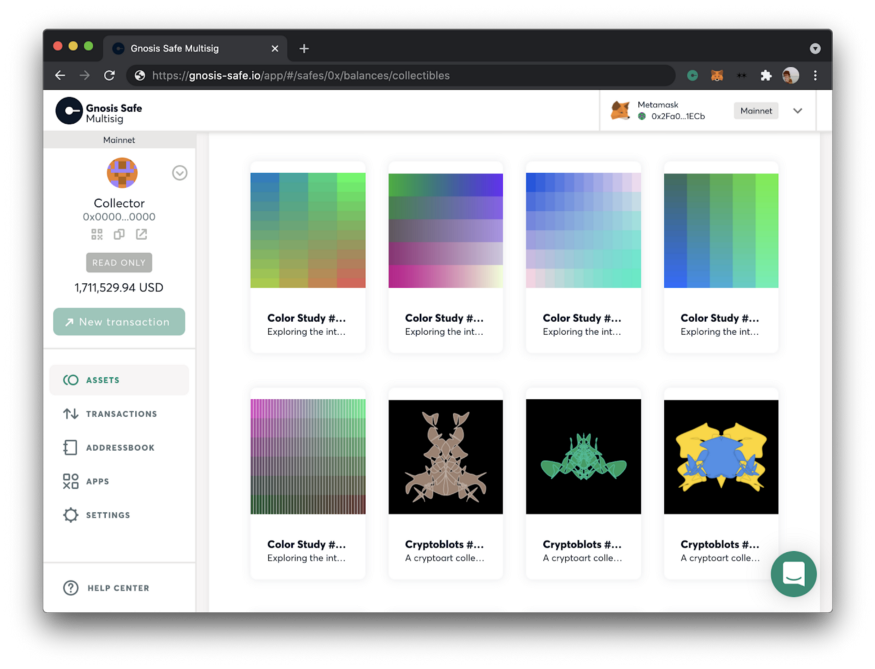 Gnosis Safe Multisig
https://gnosis-safe.io/app/#/safes/0x/balances/collectibles
Gnosis Safe
Multisig
Metamask
0x2Fa0...1ECb
Mainnet
Mainnet
Collector
0x0000...0000
READ ONLY
1,711,529.94 USD
New transaction
ASSETS
TRANSACTIONS
ADDRESSBOOK
APPS
SETTINGS
HELP CENTER
Color Study #...
Exploring the int...
Color Study #...
Exploring the int...
Color Study #...
Exploring the int...
Color Study #...
Exploring the int...
Color Study #...
Exploring the int...
Cryptoblots #...
A cryptoart colle...
Cryptoblots #...
A cryptoart colle...
Cryptoblots #...
A cryptoart colle...